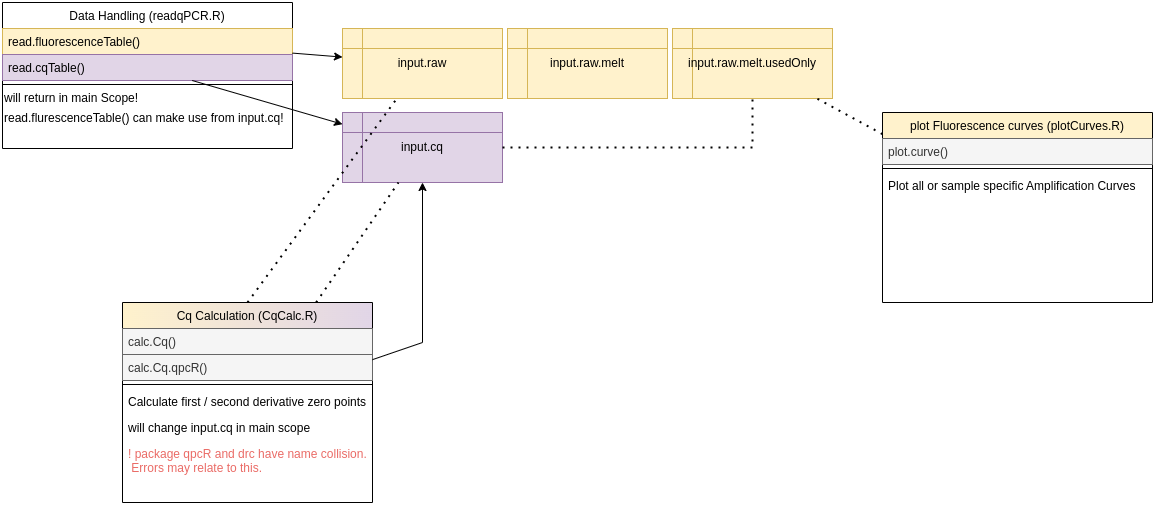 Data Handling (readqPCR.R)
read.fluorescenceTable()
read.cqTable()
will return in main Scope!
read.flurescenceTable() can make use from input.cq!
input.raw
input.raw.melt
input.raw.melt.usedOnly
input.cq
plot Fluorescence curves (plotCurves.R)
plot.curve()
Plot all or sample specific Amplification Curves
Cq Calculation (CqCalc.R)
calc.Cq()
calc.Cq.qpcR()
Calculate first / second derivative zero points
will change input.cq in main scope
! package qpcR and drc have name collision.
Errors may relate to this.